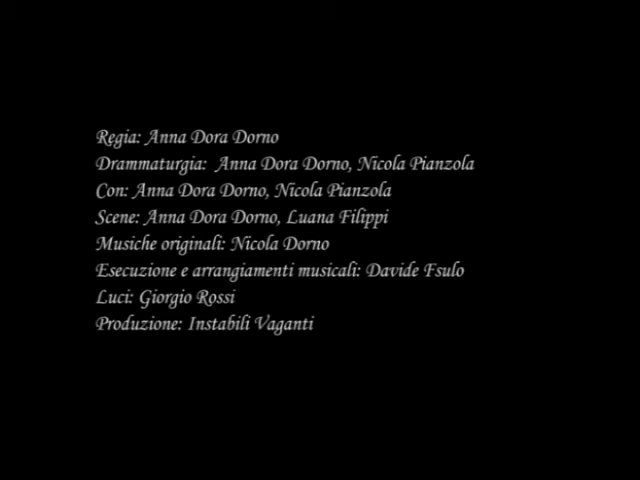 Regia: Anna Dora Dorno
Drammaturgia:  Anna Dora Dorno, Nicola Pianzola
Con: Anna Dora Dorno, Nicola Pianzola
Scene: Anna Dora Dorno, Luana Filippi
Musiche originali: Nicola Dorno
Esecuzione e arrangiamenti musicali: Davide Fsulo
Luci: Giorgio Rossi
Produzione: Instabili Vaganti